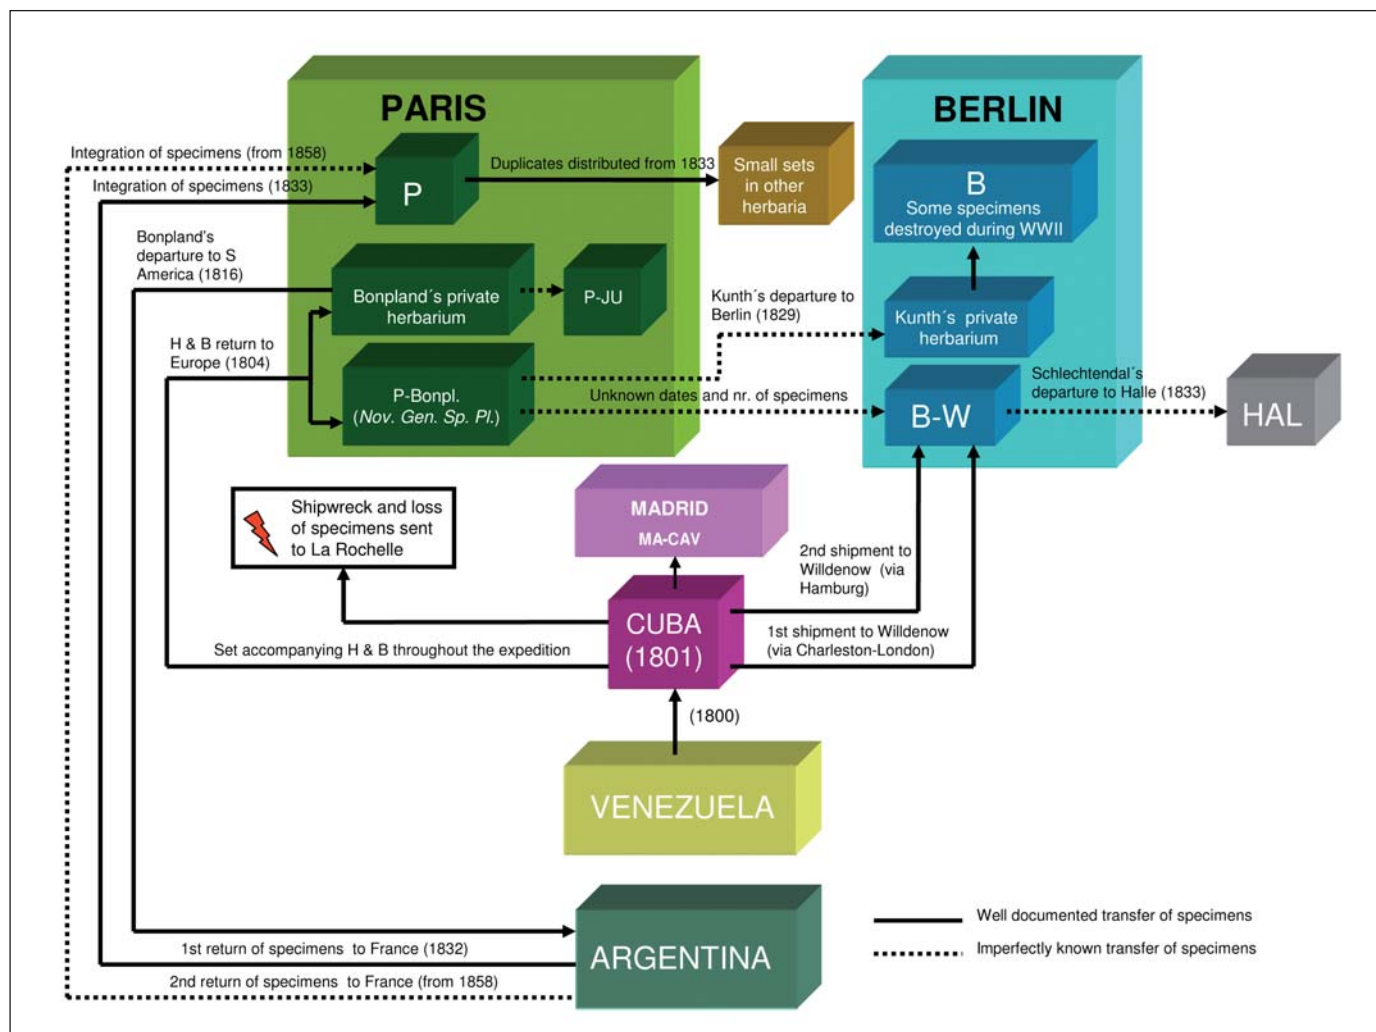 PARIS
BERLIN
Integration of specimens (from 1858)
Integration of specimens (1833)
P
Duplicates distributed from 1833
Small sets
in other
herbaria
B
Some specimens
destroyed during WWII
Bonpland's
departure to S
America (1816)
Bonpland´s private
herbarium
P-JU
Kunth´s departure to
Berlin (1829)
Kunth´s private
herbarium
H & B return to
Europe (1804)
P-Bonpl.
(Nov. Gen. Sp. Pl.)
Unknown dates and nr. of specimens
B-W
Schlechtendal´s
departure to Halle (1833)
HAL
Shipwreck and loss
of specimens sent
to La Rochelle
MADRID
MA-CAV
2nd shipment to
Willdenow (via
Hamburg)
CUBA
(1801)
Set accompanying H & B throughout the expedition
1st shipment to Willdenow
(via Charleston-London)
(1800)
VENEZUELA
ARGENTINA
1st return of specimens to France (1832)
2nd return of specimens to France (from 1858)
Well documented transfer of specimens
Imperfectly known transfer of specimens